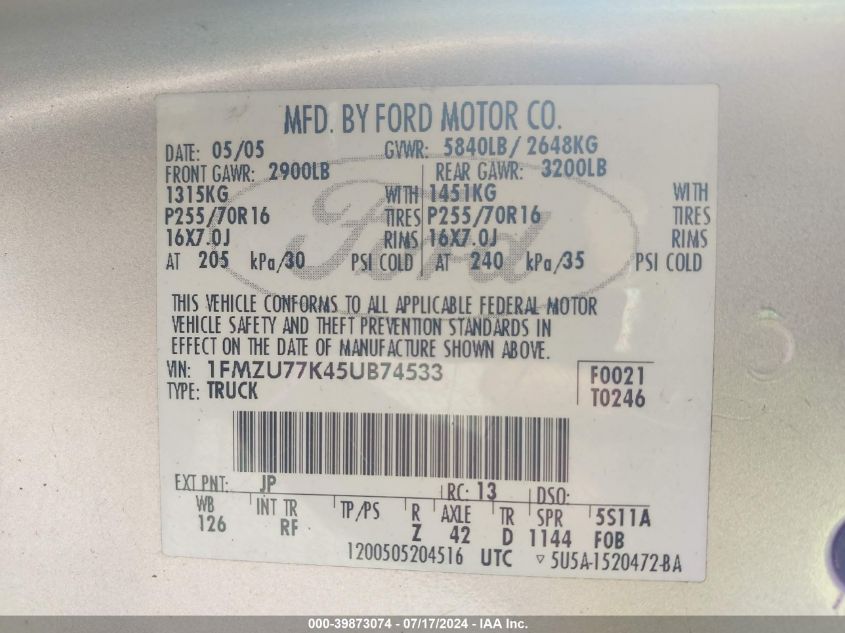 MFD. BY FORD MOTOR CO.
DATE: 05/05 GVWR: 5840LB/ 2648KG
FRONT GAWR: 2900LB REAR GAWR: 3200LB
1315KG WITH 1451KG WITH
P255/70R16 TIRES P255/70R16 TIRES
16X7.0J RIMS 16X7.0J RIMS
AT 205 kPa/30 PSI COLD AT 240 kPa/35 PSI COLD
Ford
THIS VEHICLE CONFORMS TO ALL APPLICABLE FEDERAL MOTOR
VEHICLE SAFETY AND THEFT PREVENTION STANDARDS IN
EFFECT ON THE DATE OF MANUFACTURE SHOWN ABOVE.
VIN: 1FMZU77K45UB74533 F0021
TYPE: TRUCK T0246
EXT PNT: JP RC: 13 DSO:
WB INT TR TP/PS R AXLE TR SPR 5S11A
126 RF Z 42 D 1144 FOB
1200505204516 UTC ▽ 5U5A-1520472-BA
000-39873074 / 07/17/2024 - IAA Inc.